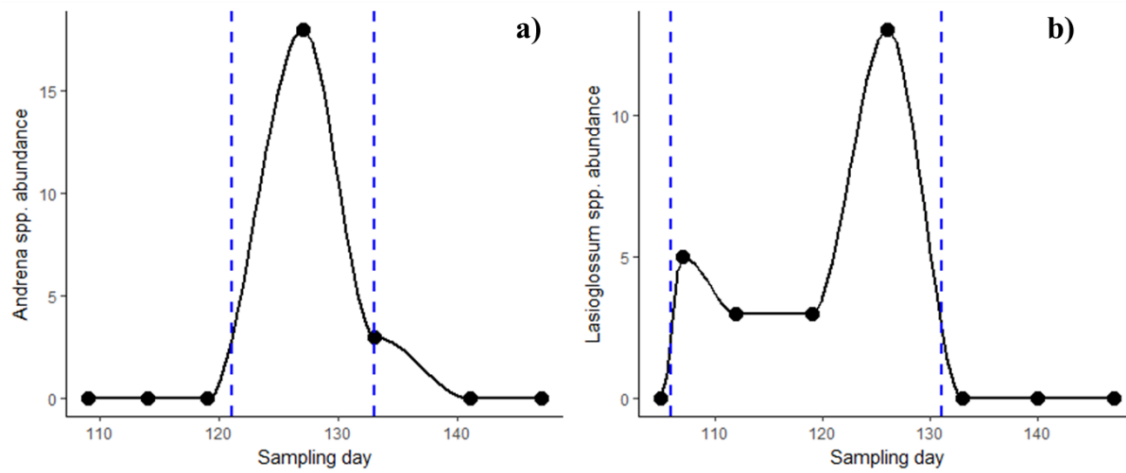 a)
Andrena spp. abundance
15
10
5
0
110
120
130
140
Sampling day
b)
Lasioglossum spp. abundance
10
5
0
110
120
130
140
Sampling day